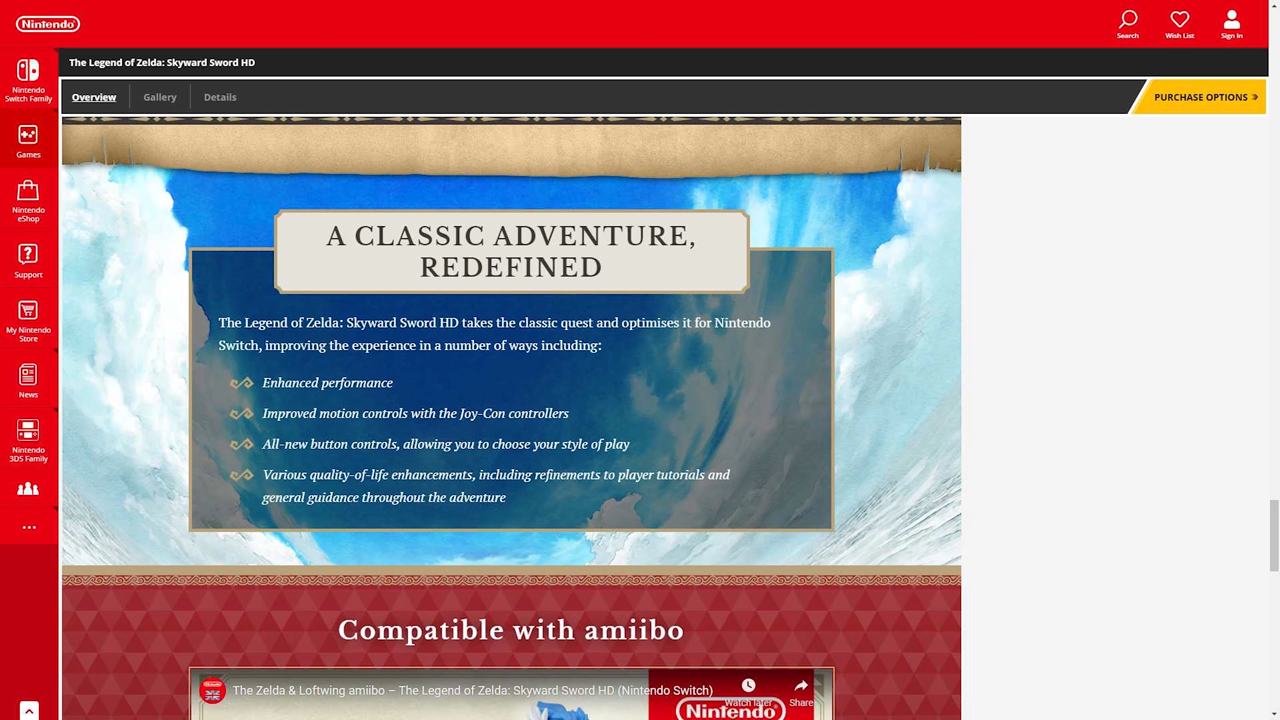 Nintendo
Search
Wish List
Sign In
The Legend of Zelda: Skyward Sword HD
Overview
Gallery
Details
PURCHASE OPTIONS
Nintendo
Switch Family
Games
Nintendo
eShop
Support
My Nintendo
Store
News
Nintendo
3DS Family
A CLASSIC ADVENTURE,
REDEFINED
The Legend of Zelda: Skyward Sword HD takes the classic quest and optimises it for Nintendo
Switch, improving the experience in a number of ways including:
Enhanced performance
Improved motion controls with the Joy-Con controllers
All-new button controls, allowing you to choose your style of play
Various quality-of-life enhancements, including refinements to player tutorials and
general guidance throughout the adventure
Compatible with amiibo
The Zelda & Loftwing amiibo – The Legend of Zelda: Skyward Sword HD (Nintendo Switch)
Watch later
Share
Nintendo